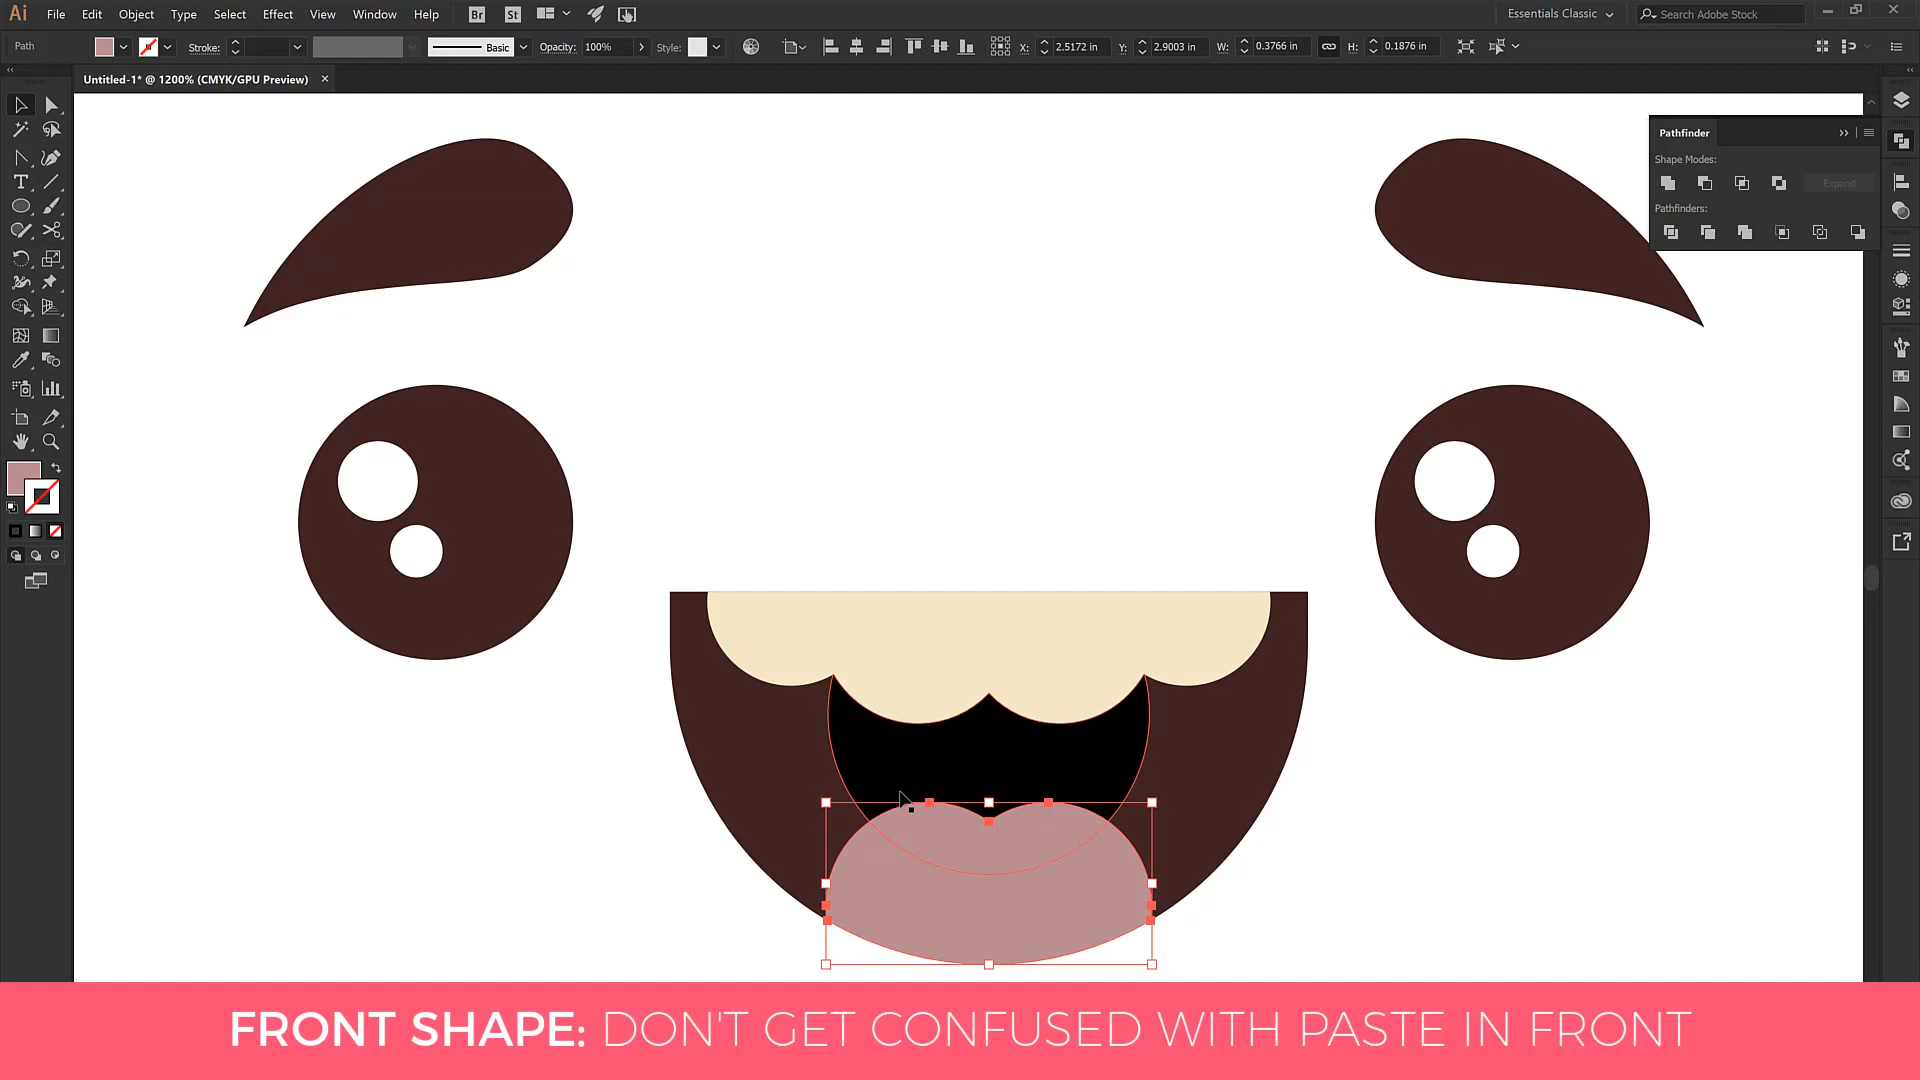 Ai File Edit Object Type Select Effect View Window Help Br St Essentials Classic Search Adobe Stock
Path Stroke: Basic Opacity: 100% Style: X: 2.5172 in Y: 2.9003 in W: 0.3766 in H: 0.1876 in
Untitled-1* @ 1200% (CMYK/GPU Preview)
Pathfinder
Shape Modes:
Expand
Pathfinders:
FRONT SHAPE: DON'T GET CONFUSED WITH PASTE IN FRONT